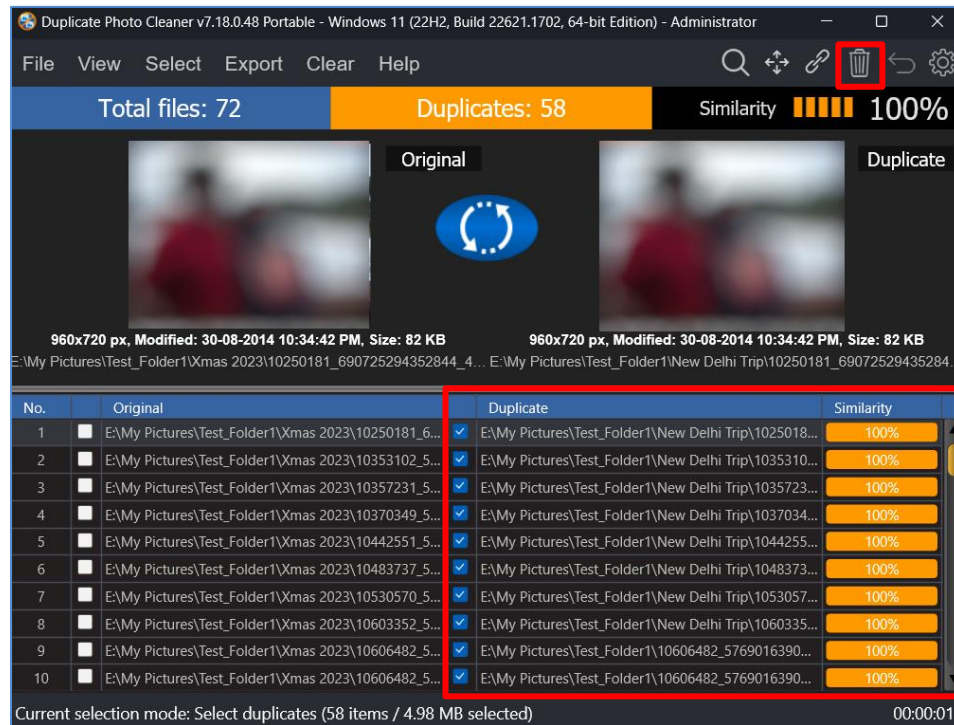 Duplicate Photo Cleaner v7.18.0.48 Portable - Windows 11 (22H2, Build 22621.1702, 64-bit Edition) - Administrator
File View Select Export Clear Help
Total files: 72 Duplicates: 58 Similarity 100%
Original Duplicate
960x720 px, Modified: 30-08-2014 10:34:42 PM, Size: 82 KB 960x720 px, Modified: 30-08-2014 10:34:42 PM, Size: 82 KB
E:\My Pictures\Test_Folder1\Xmas 2023\10250181_690725294352844_4... E:\My Pictures\Test_Folder1\New Delhi Trip\10250181_69072529435284...
No. Original Duplicate Similarity
1 E:\My Pictures\Test_Folder1\Xmas 2023\10250181_6... E:\My Pictures\Test_Folder1\New Delhi Trip\1025018... 100%
2 E:\My Pictures\Test_Folder1\Xmas 2023\10353102_5... E:\My Pictures\Test_Folder1\New Delhi Trip\1035310... 100%
3 E:\My Pictures\Test_Folder1\Xmas 2023\10357231_5... E:\My Pictures\Test_Folder1\New Delhi Trip\1035723... 100%
4 E:\My Pictures\Test_Folder1\Xmas 2023\10370349_5... E:\My Pictures\Test_Folder1\New Delhi Trip\1037034... 100%
5 E:\My Pictures\Test_Folder1\Xmas 2023\10442551_5... E:\My Pictures\Test_Folder1\New Delhi Trip\1044255... 100%
6 E:\My Pictures\Test_Folder1\Xmas 2023\10483737_5... E:\My Pictures\Test_Folder1\New Delhi Trip\1048373... 100%
7 E:\My Pictures\Test_Folder1\Xmas 2023\10530570_5... E:\My Pictures\Test_Folder1\New Delhi Trip\1053057... 100%
8 E:\My Pictures\Test_Folder1\Xmas 2023\10603352_5... E:\My Pictures\Test_Folder1\New Delhi Trip\1060335... 100%
9 E:\My Pictures\Test_Folder1\Xmas 2023\10606482_5... E:\My Pictures\Test_Folder1\10606482_5769016390... 100%
10 E:\My Pictures\Test_Folder1\Xmas 2023\10606482_5... E:\My Pictures\Test_Folder1\10606482_5769016390... 100%
Current selection mode: Select duplicates (58 items / 4.98 MB selected) 00:00:01